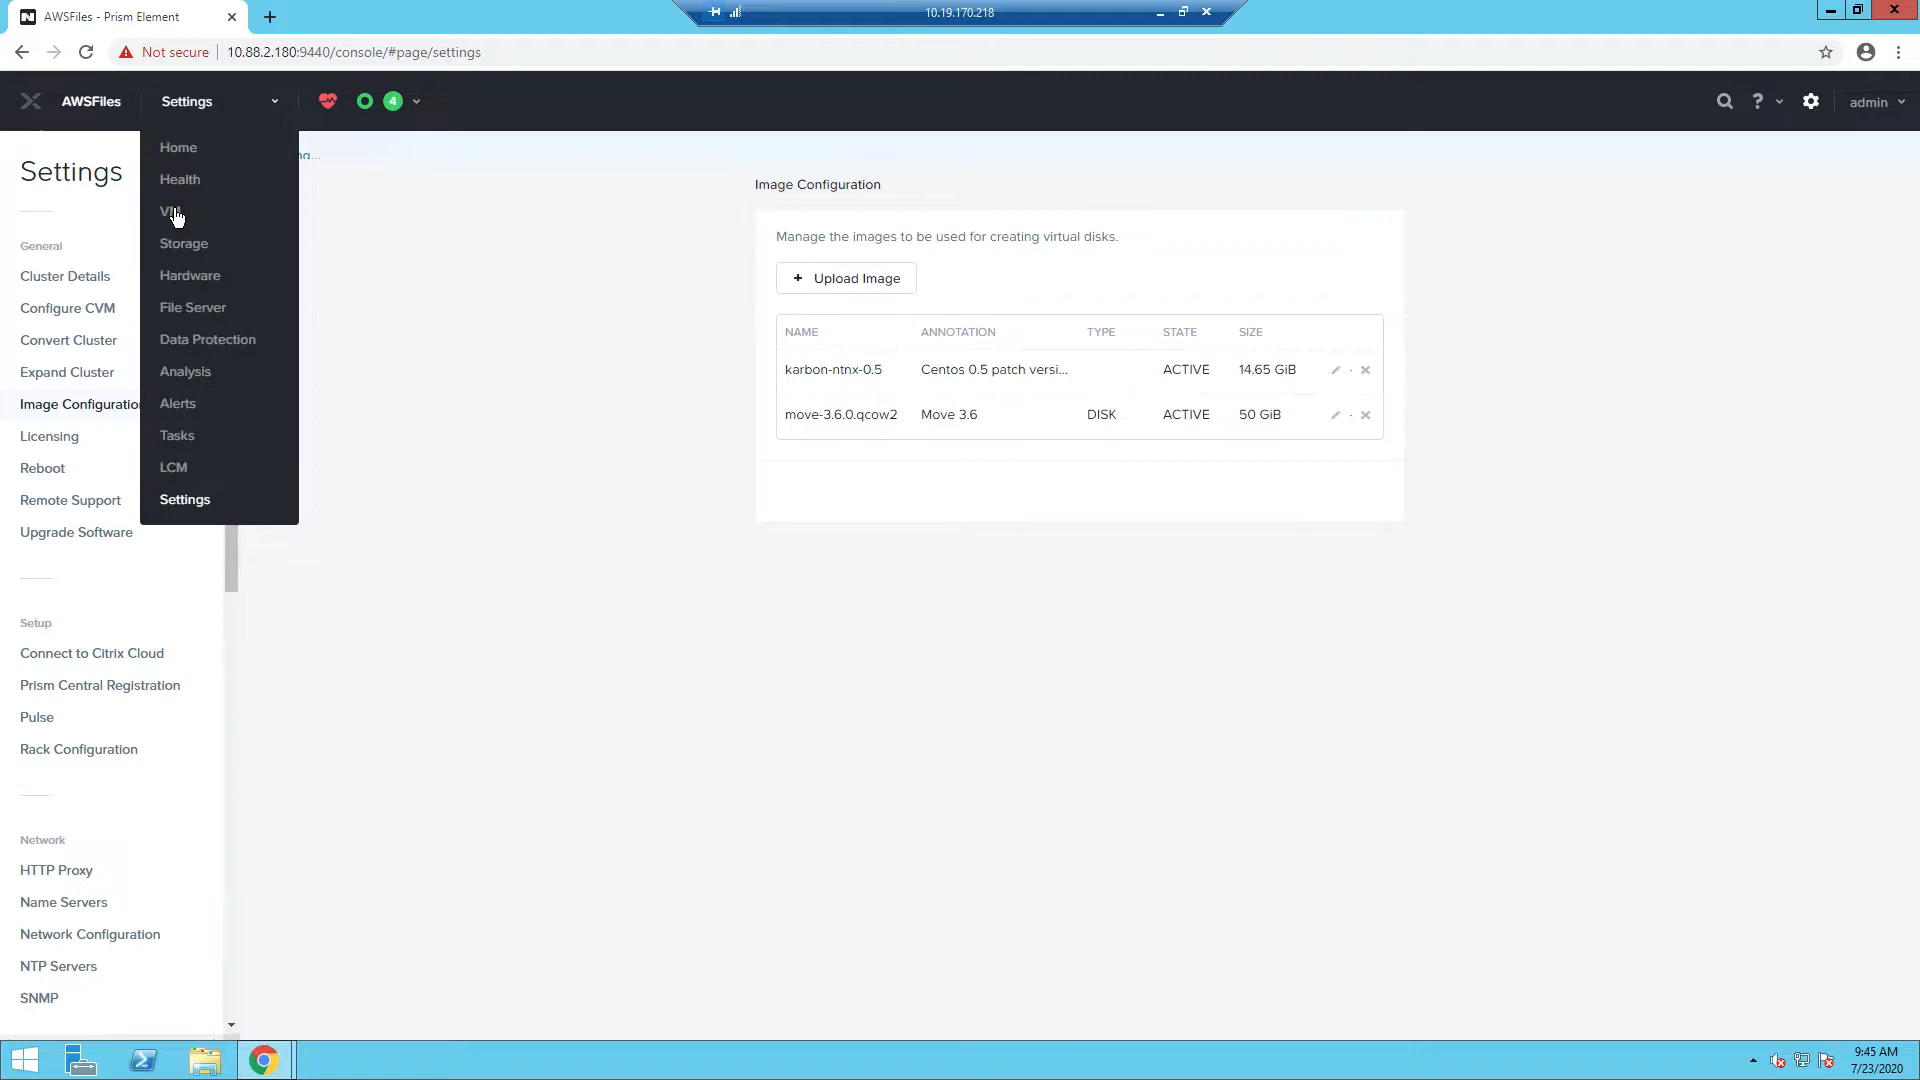 AWSFiles - Prism Element
10.19.170.218
Not secure
10.88.2.180:9440/console/#page/settings
AWSFiles
Settings
4
admin
Home
Health
Storage
Hardware
File Server
Data Protection
Analysis
Alerts
Tasks
LCM
Settings
Settings
General
Cluster Details
Configure CVM
Convert Cluster
Expand Cluster
Image Configuratio
Licensing
Reboot
Remote Support
Upgrade Software
Setup
Connect to Citrix Cloud
Prism Central Registration
Pulse
Rack Configuration
Network
HTTP Proxy
Name Servers
Network Configuration
NTP Servers
SNMP
Image Configuration
Manage the images to be used for creating virtual disks.
+ Upload Image
NAME ANNOTATION TYPE STATE SIZE
karbon-ntnx-0.5 Centos 0.5 patch versi... ACTIVE 14.65 GiB
move-3.6.0.qcow2 Move 3.6 DISK ACTIVE 50 GiB
9:45 AM
7/23/2020